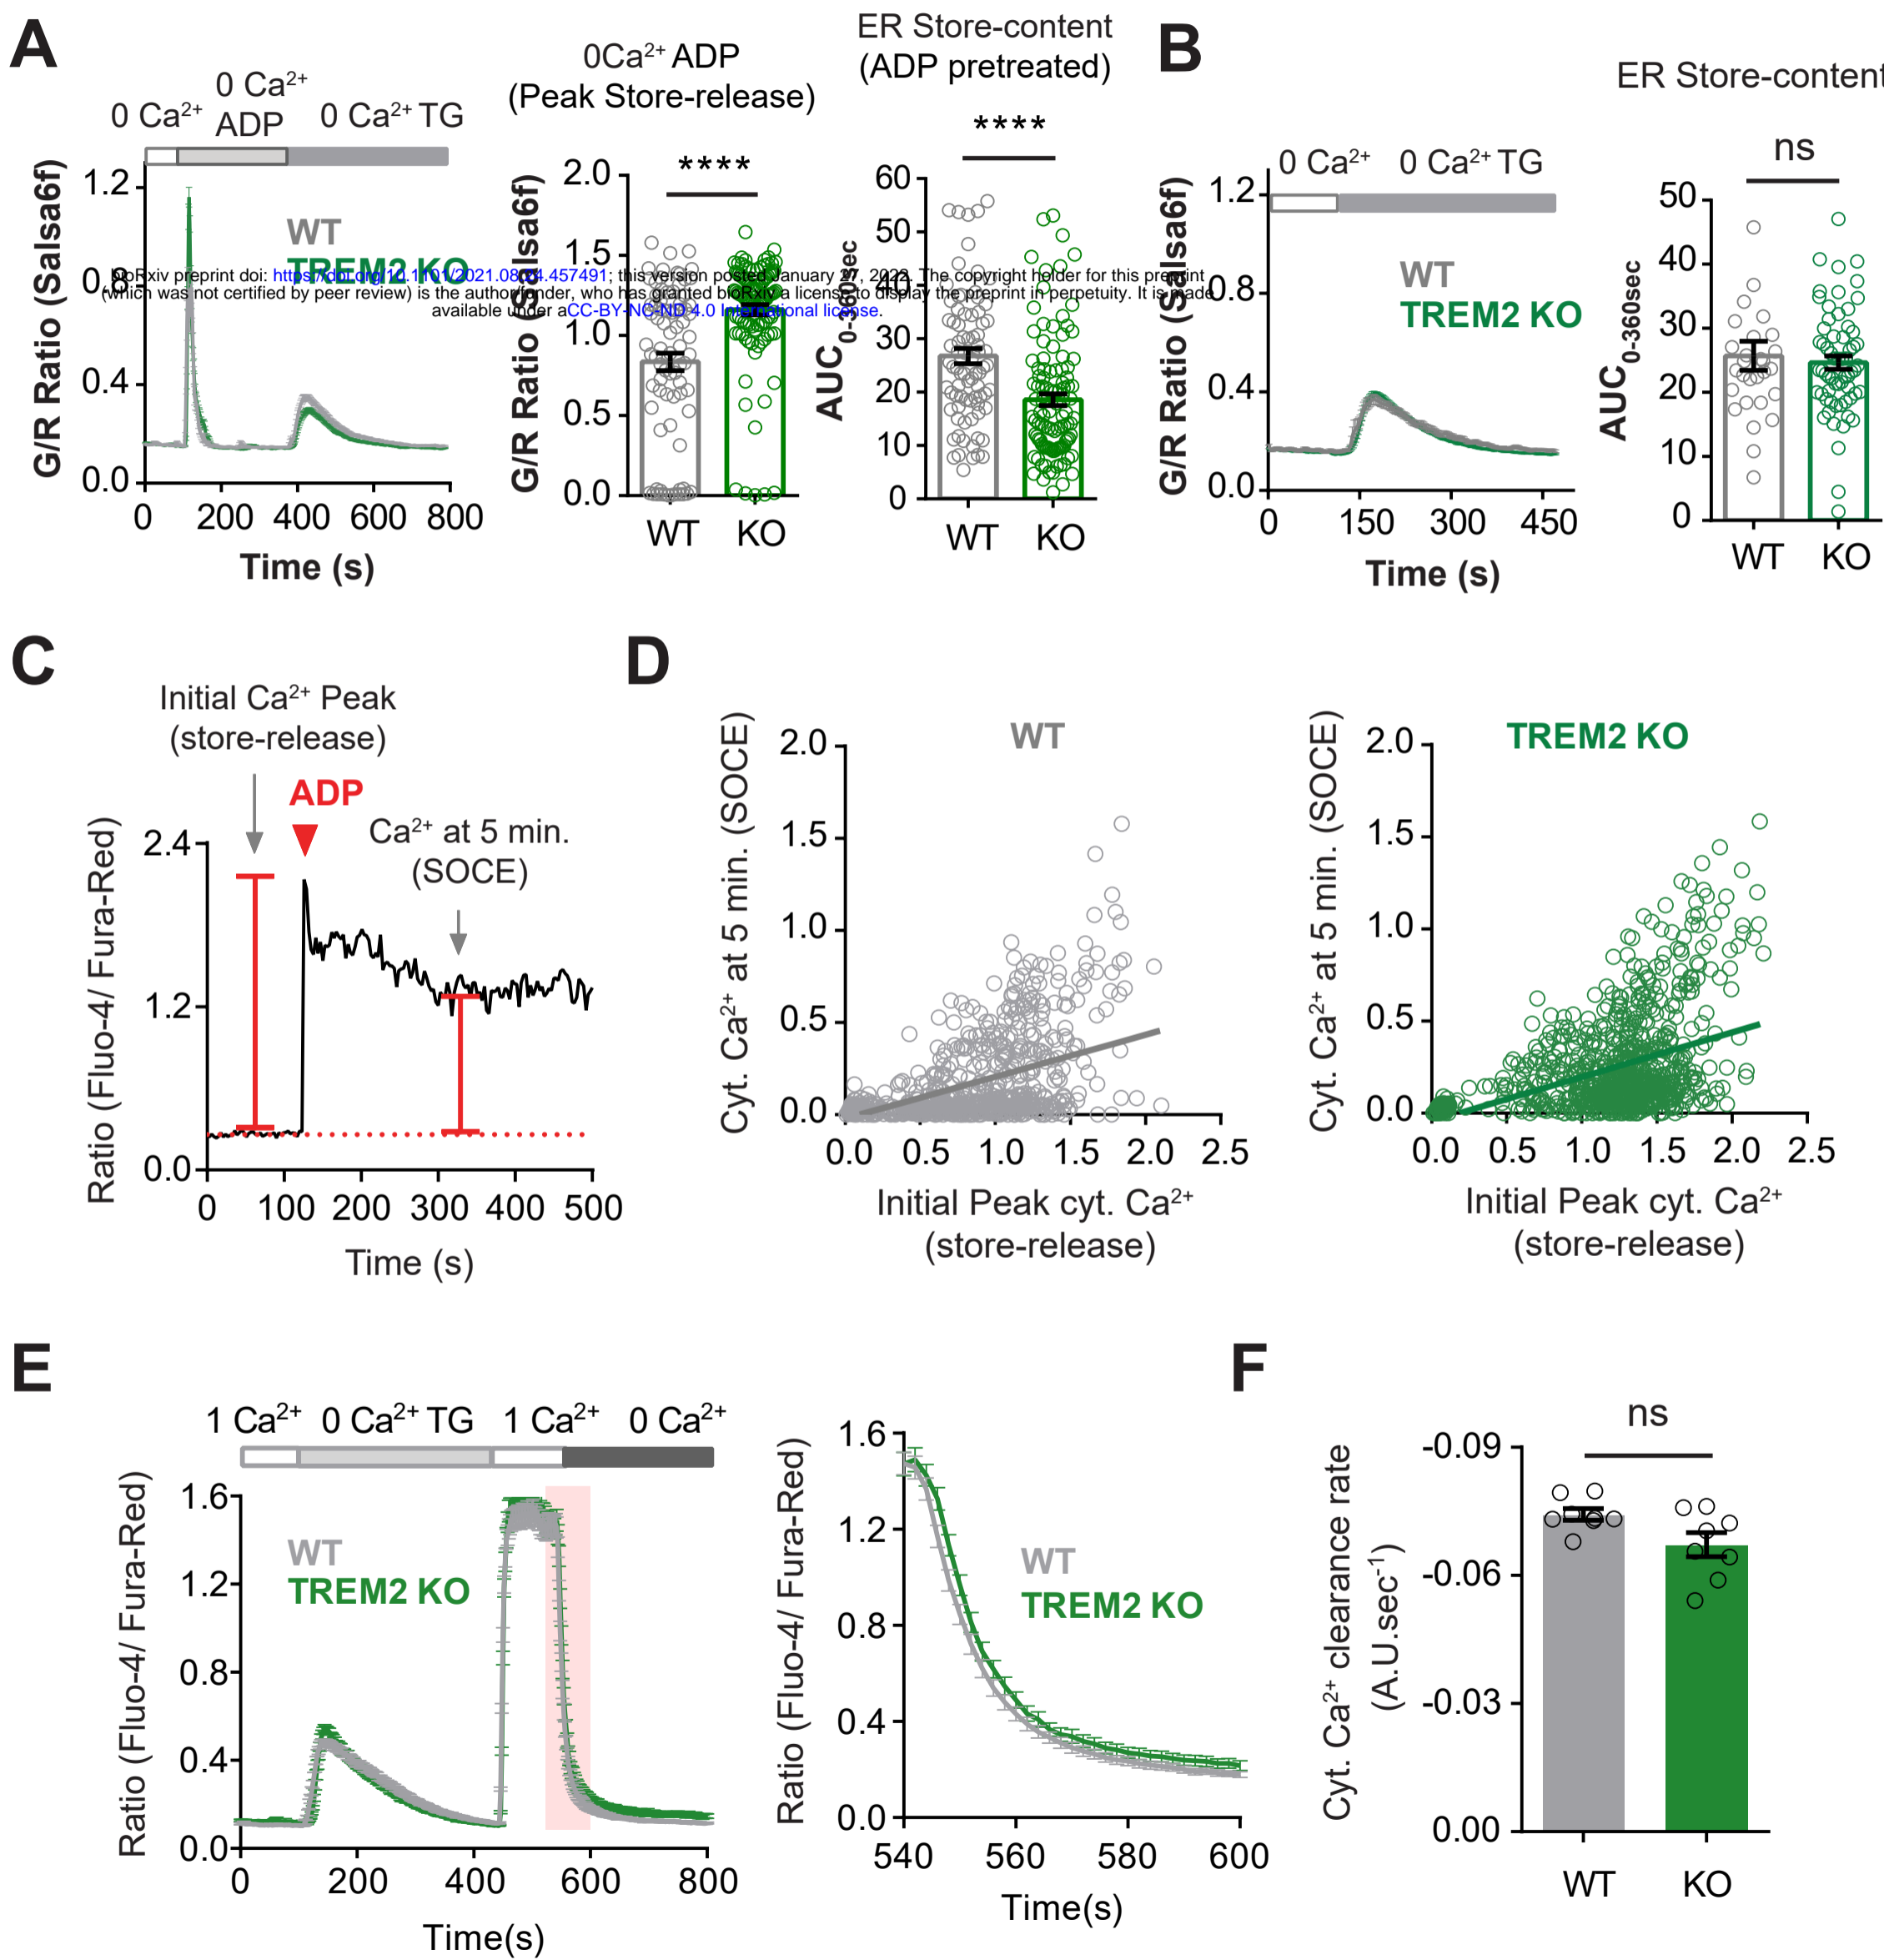 A
0 Ca²⁺
0 Ca²⁺
ADP
0 Ca²⁺ TG
G/R Ratio (Salsa6f)
1.2
0.8
0.4
0.0
WT
TREM2 KO
0
200
400
600
800
Time (s)
0Ca²⁺ ADP
(Peak Store-release)
****
G/R Ratio (Salsa6f)
2.0
1.5
1.0
0.5
0.0
WT
KO
ER Store-content
(ADP pretreated)
****
AUC0-360sec
60
50
40
30
20
10
0
WT
KO
bioRxiv preprint doi: https://doi.org/10.1101/2021.08.24.457491; this version posted January 27, 2022. The copyright holder for this preprint
(which was not certified by peer review) is the author/funder, who has granted bioRxiv a license to display the preprint in perpetuity. It is made
available under aCC-BY-NC-ND 4.0 International license.
B
0 Ca²⁺
0 Ca²⁺ TG
G/R Ratio (Salsa6f)
1.2
0.8
0.4
0.0
WT
TREM2 KO
0
150
300
450
Time (s)
ER Store-content
ns
AUC0-360sec
50
40
30
20
10
0
WT
KO
C
Initial Ca²⁺ Peak
(store-release)
ADP
Ca²⁺ at 5 min.
(SOCE)
Ratio (Fluo-4/ Fura-Red)
2.4
1.2
0.0
0
100
200
300
400
500
Time (s)
D
WT
Cyt. Ca²⁺ at 5 min. (SOCE)
2.0
1.5
1.0
0.5
0.0
0.0
0.5
1.0
1.5
2.0
2.5
Initial Peak cyt. Ca²⁺
(store-release)
TREM2 KO
Cyt. Ca²⁺ at 5 min. (SOCE)
2.0
1.5
1.0
0.5
0.0
0.0
0.5
1.0
1.5
2.0
2.5
Initial Peak cyt. Ca²⁺
(store-release)
E
1 Ca²⁺
0 Ca²⁺ TG
1 Ca²⁺
0 Ca²⁺
Ratio (Fluo-4/ Fura-Red)
1.6
1.2
0.8
0.4
0.0
WT
TREM2 KO
0
200
400
600
800
Time(s)
Ratio (Fluo-4/ Fura-Red)
1.6
1.2
0.8
0.4
0.0
WT
TREM2 KO
540
560
580
600
Time(s)
F
ns
Cyt. Ca²⁺ clearance rate
(A.U.sec⁻¹)
-0.09
-0.06
-0.03
0.00
WT
KO